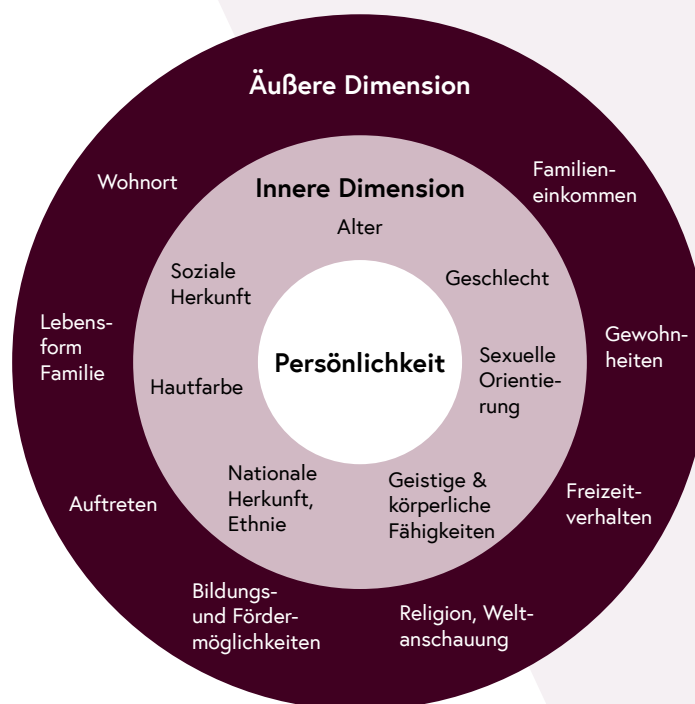 Äußere Dimension
Familien-
einkommen
Gewohn-
heiten
Freizeit-
verhalten
Religion, Welt-
anschauung
Bildungs-
und Förder-
möglichkeiten
Auftreten
Lebens-
form
Familie
Wohnort
Innere Dimension
Alter
Geschlecht
Sexuelle
Orientie-
rung
Geistige &
körperliche
Fähigkeiten
Nationale
Herkunft,
Ethnie
Hautfarbe
Soziale
Herkunft
Persönlichkeit